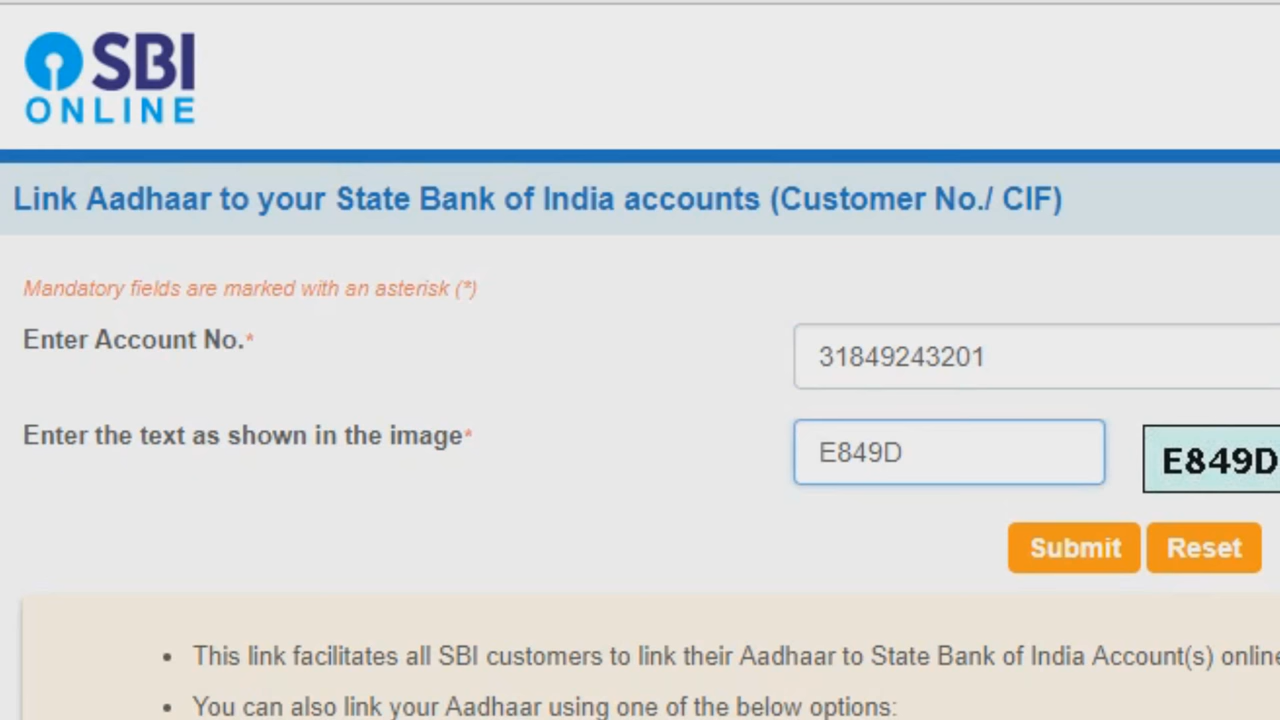 SBI
ONLINE
Link Aadhaar to your State Bank of India accounts (Customer No./ CIF)
Mandatory fields are marked with an asterisk (*)
Enter Account No.*
31849243201
Enter the text as shown in the image*
E849D
E849D
Submit Reset
• This link facilitates all SBI customers to link their Aadhaar to State Bank of India Account(s) online
• You can also link your Aadhaar using one of the below options: